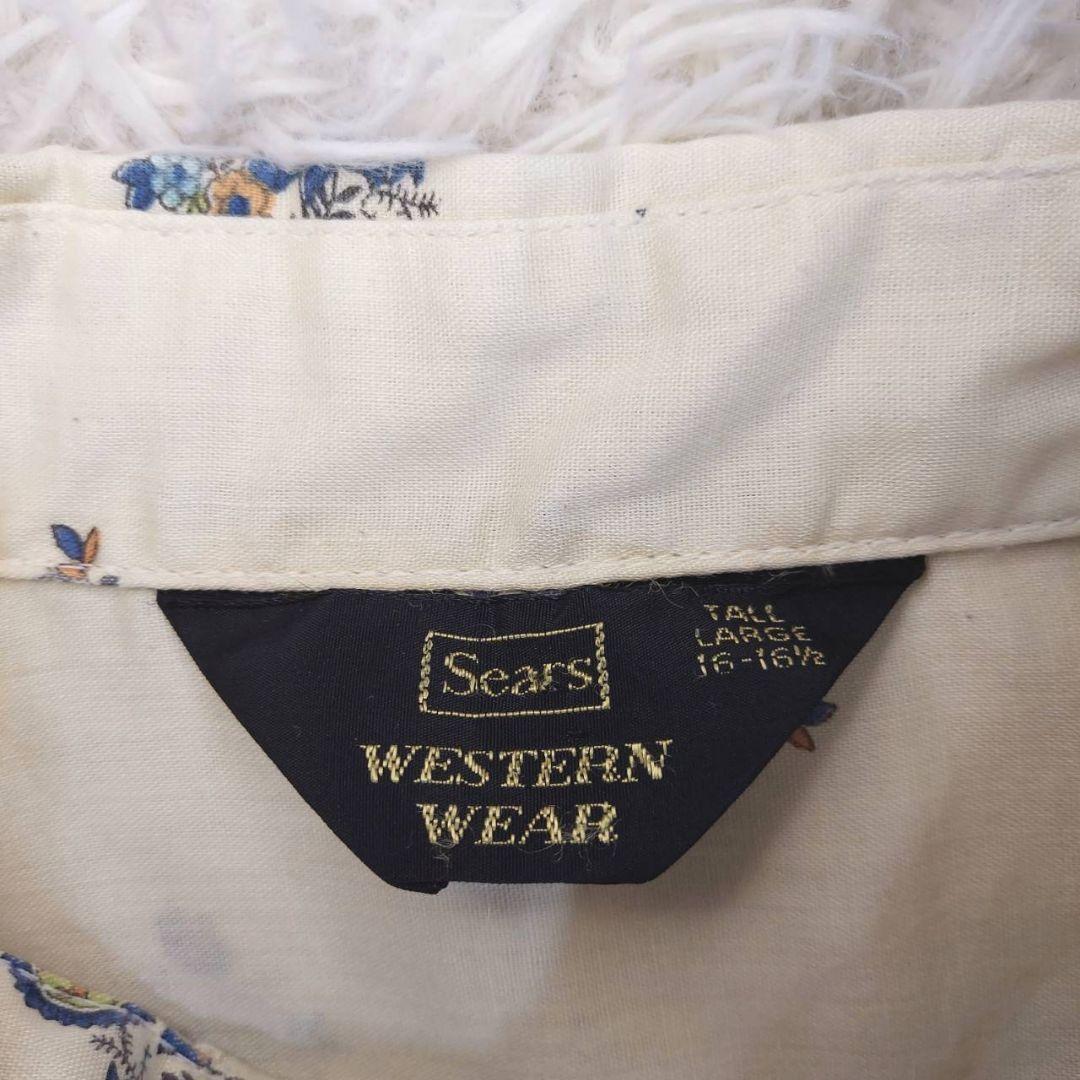 Sears
WESTERN
WEAR
TALL
LARGE
16-16½